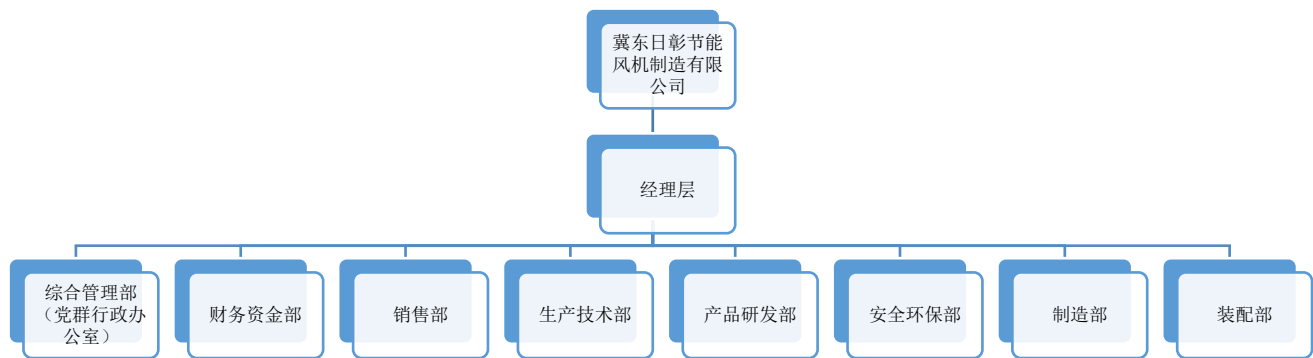 冀东日彰节能
风机制造有限
公司
经理层
综合管理部
（党群行政办
公室）
财务资金部
销售部
生产技术部
产品研发部
安全环保部
制造部
装配部